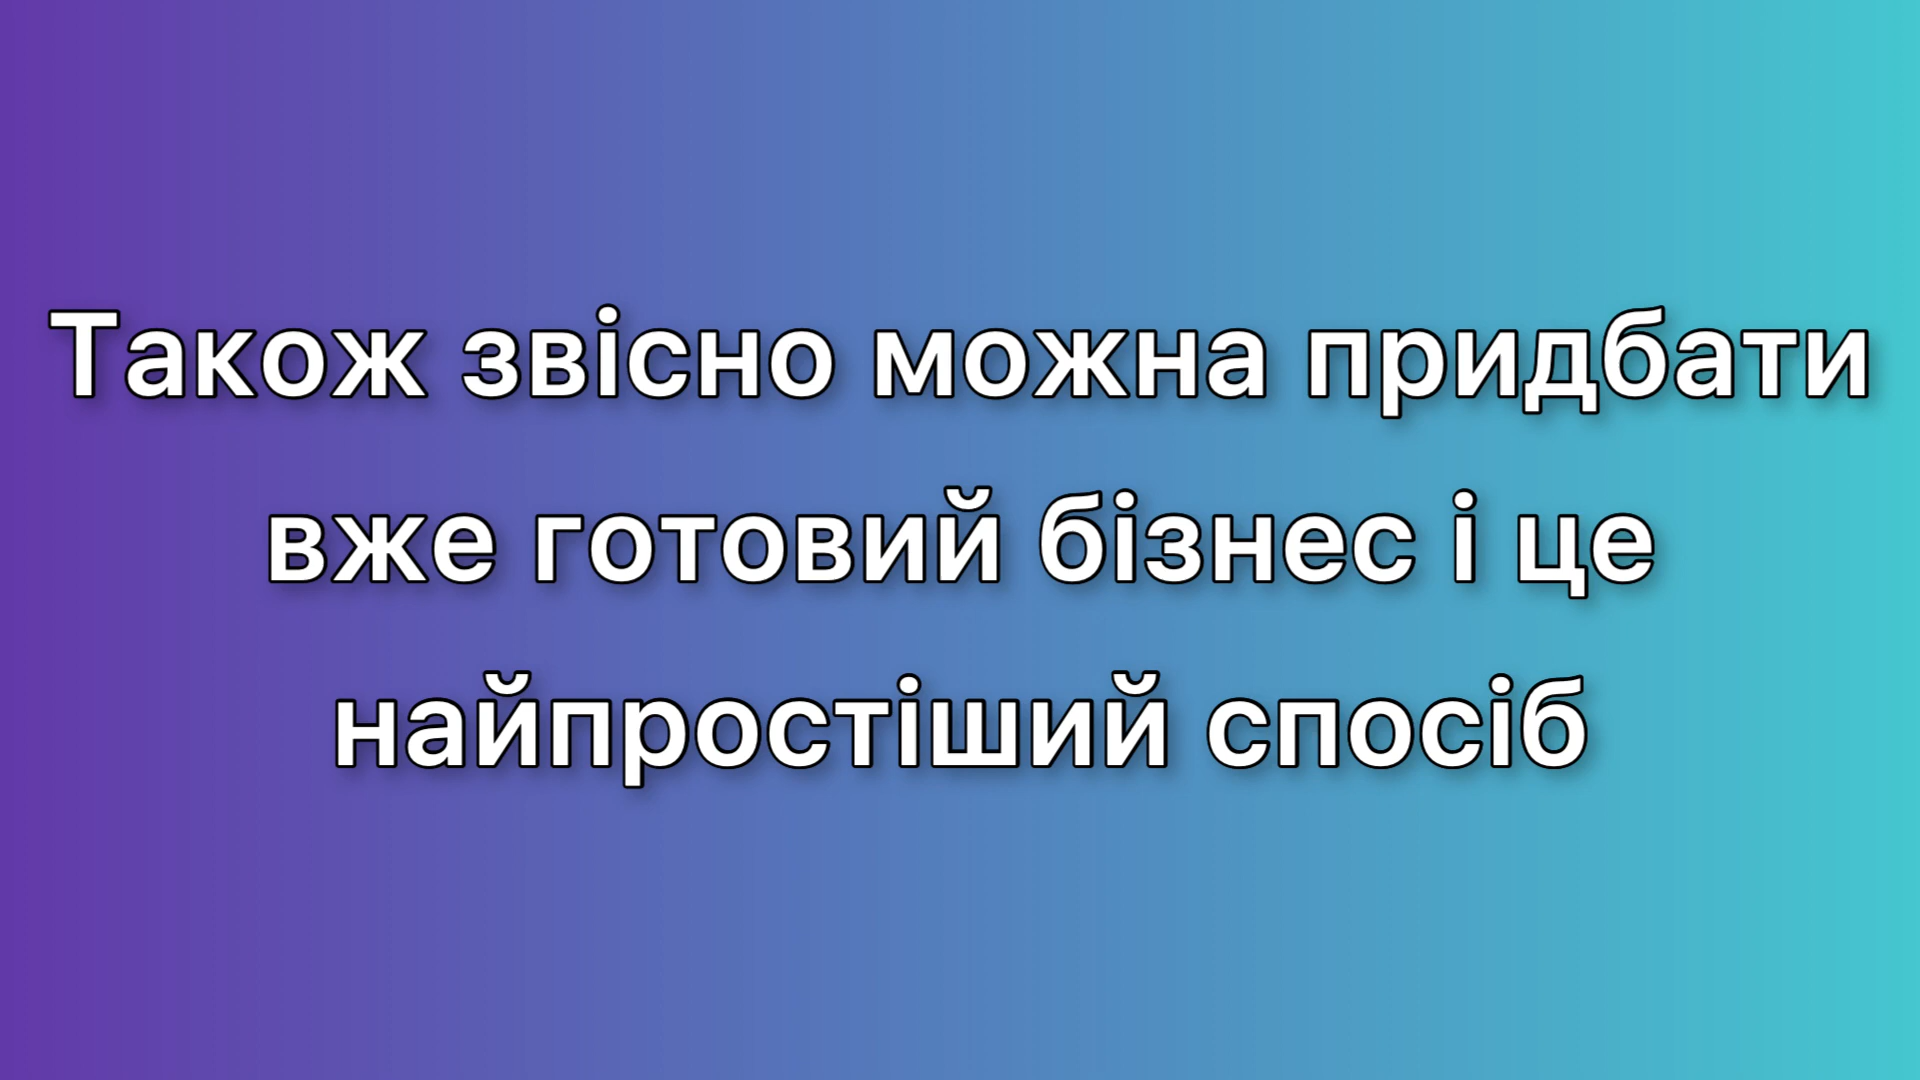 Також звісно можна придбати
вже готовий бізнес і це
найпростіший спосіб